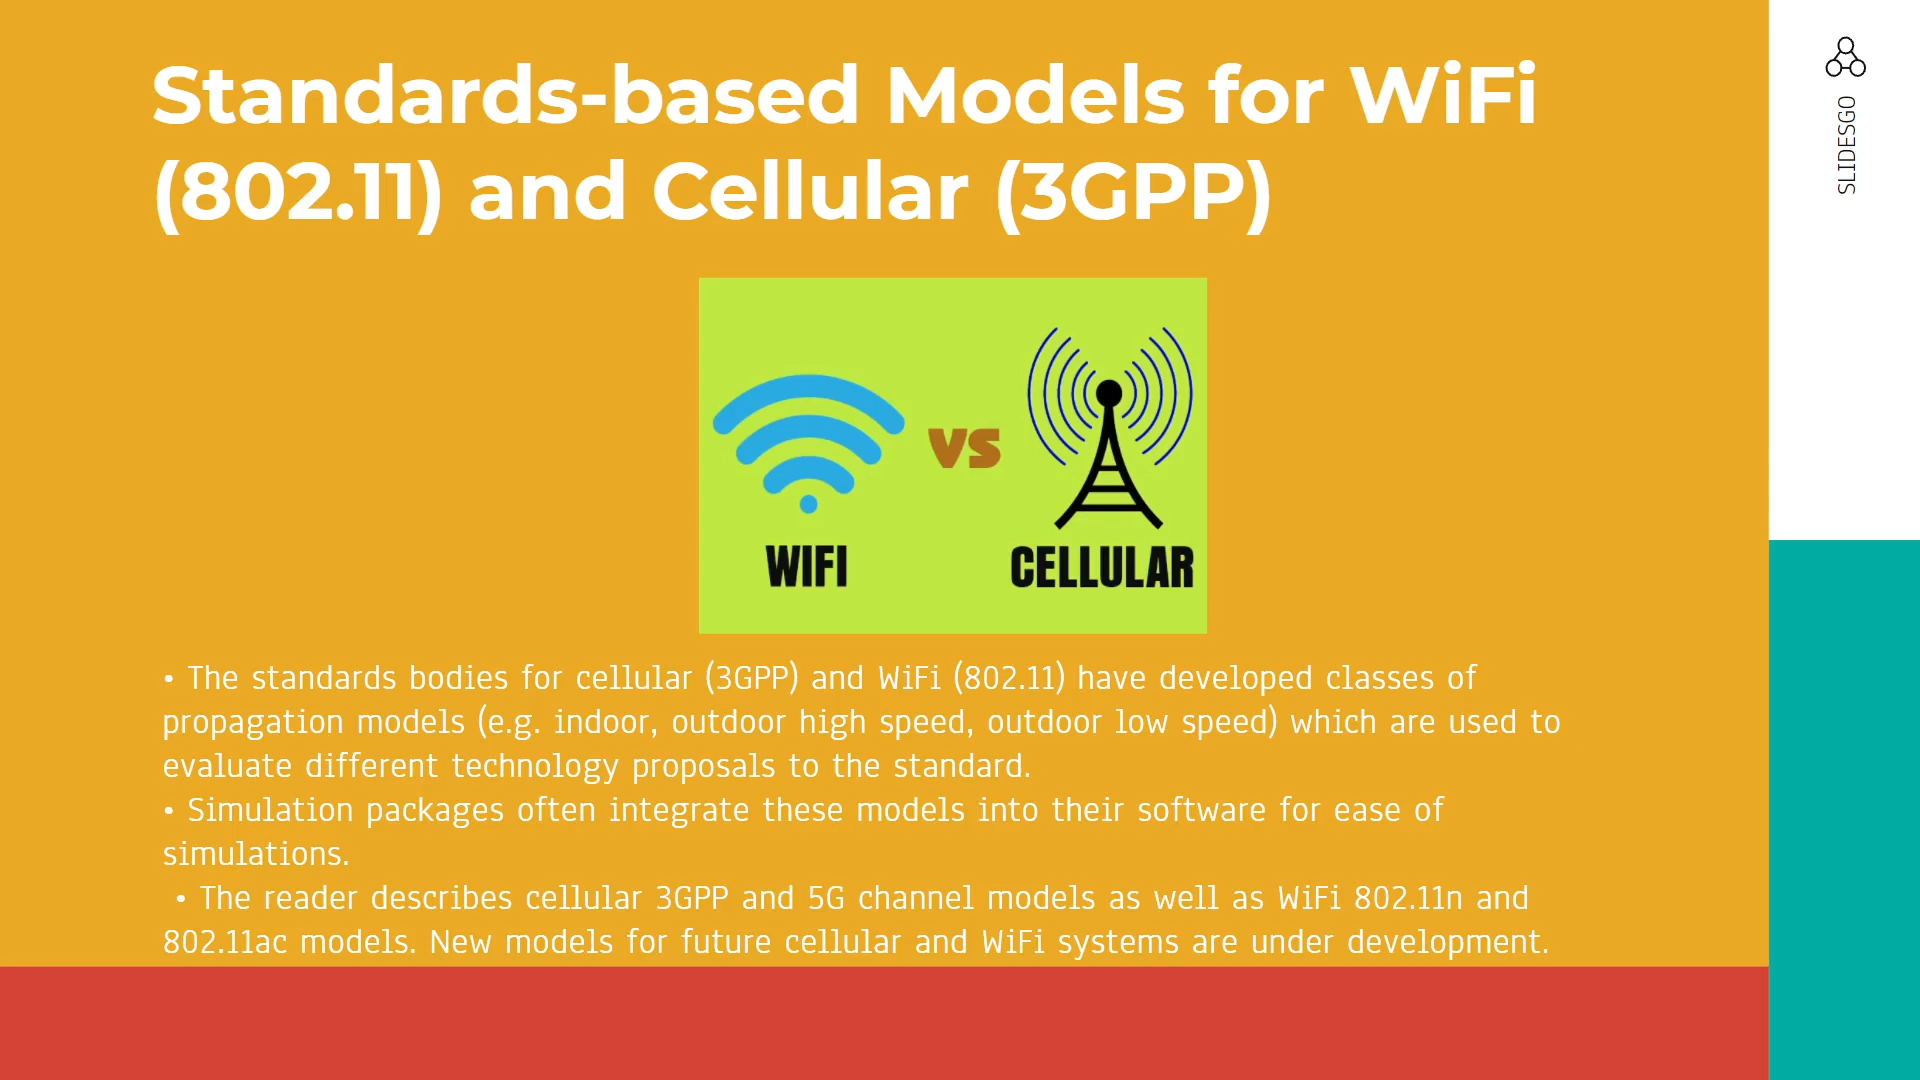 Standards-based Models for WiFi
(802.11) and Cellular (3GPP)
SLIDESGO
VS
WIFI
CELLULAR
• The standards bodies for cellular (3GPP) and WiFi (802.11) have developed classes of
propagation models (e.g. indoor, outdoor high speed, outdoor low speed) which are used to
evaluate different technology proposals to the standard.
• Simulation packages often integrate these models into their software for ease of
simulations.
• The reader describes cellular 3GPP and 5G channel models as well as WiFi 802.11n and
802.11ac models. New models for future cellular and WiFi systems are under development.